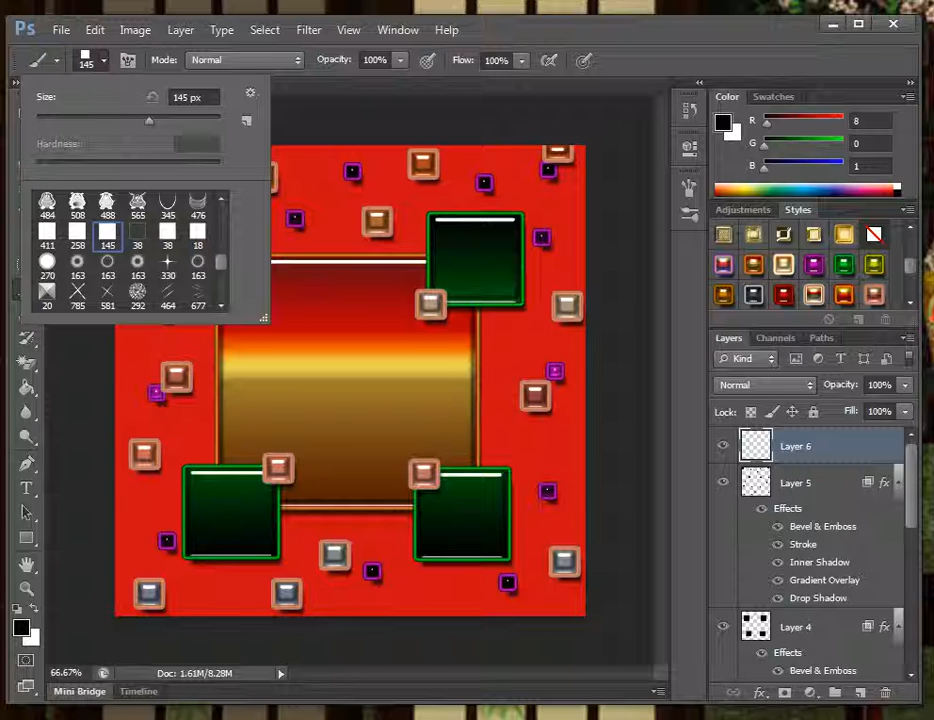 Ps File Edit Image Layer Type Select Filter View Window Help
145 Mode: Normal Opacity: 100% Flow: 100%
Size: 145 px
Hardness:
484 508 488 565 345 476
411 258 145 38 38 18
270 163 163 163 330 163
20 785 581 292 464 677
Color Swatches
R 8
G 0
B 1
Adjustments Styles
Layers Channels Paths
Kind
Normal Opacity: 100%
Lock: Fill: 100%
Layer 6
Layer 5 fx
Effects
Bevel & Emboss
Stroke
Inner Shadow
Gradient Overlay
Drop Shadow
Layer 4 fx
Effects
Bevel & Emboss
fx
T
66.67% Doc: 1.61M/8.28M
Mini Bridge Timeline